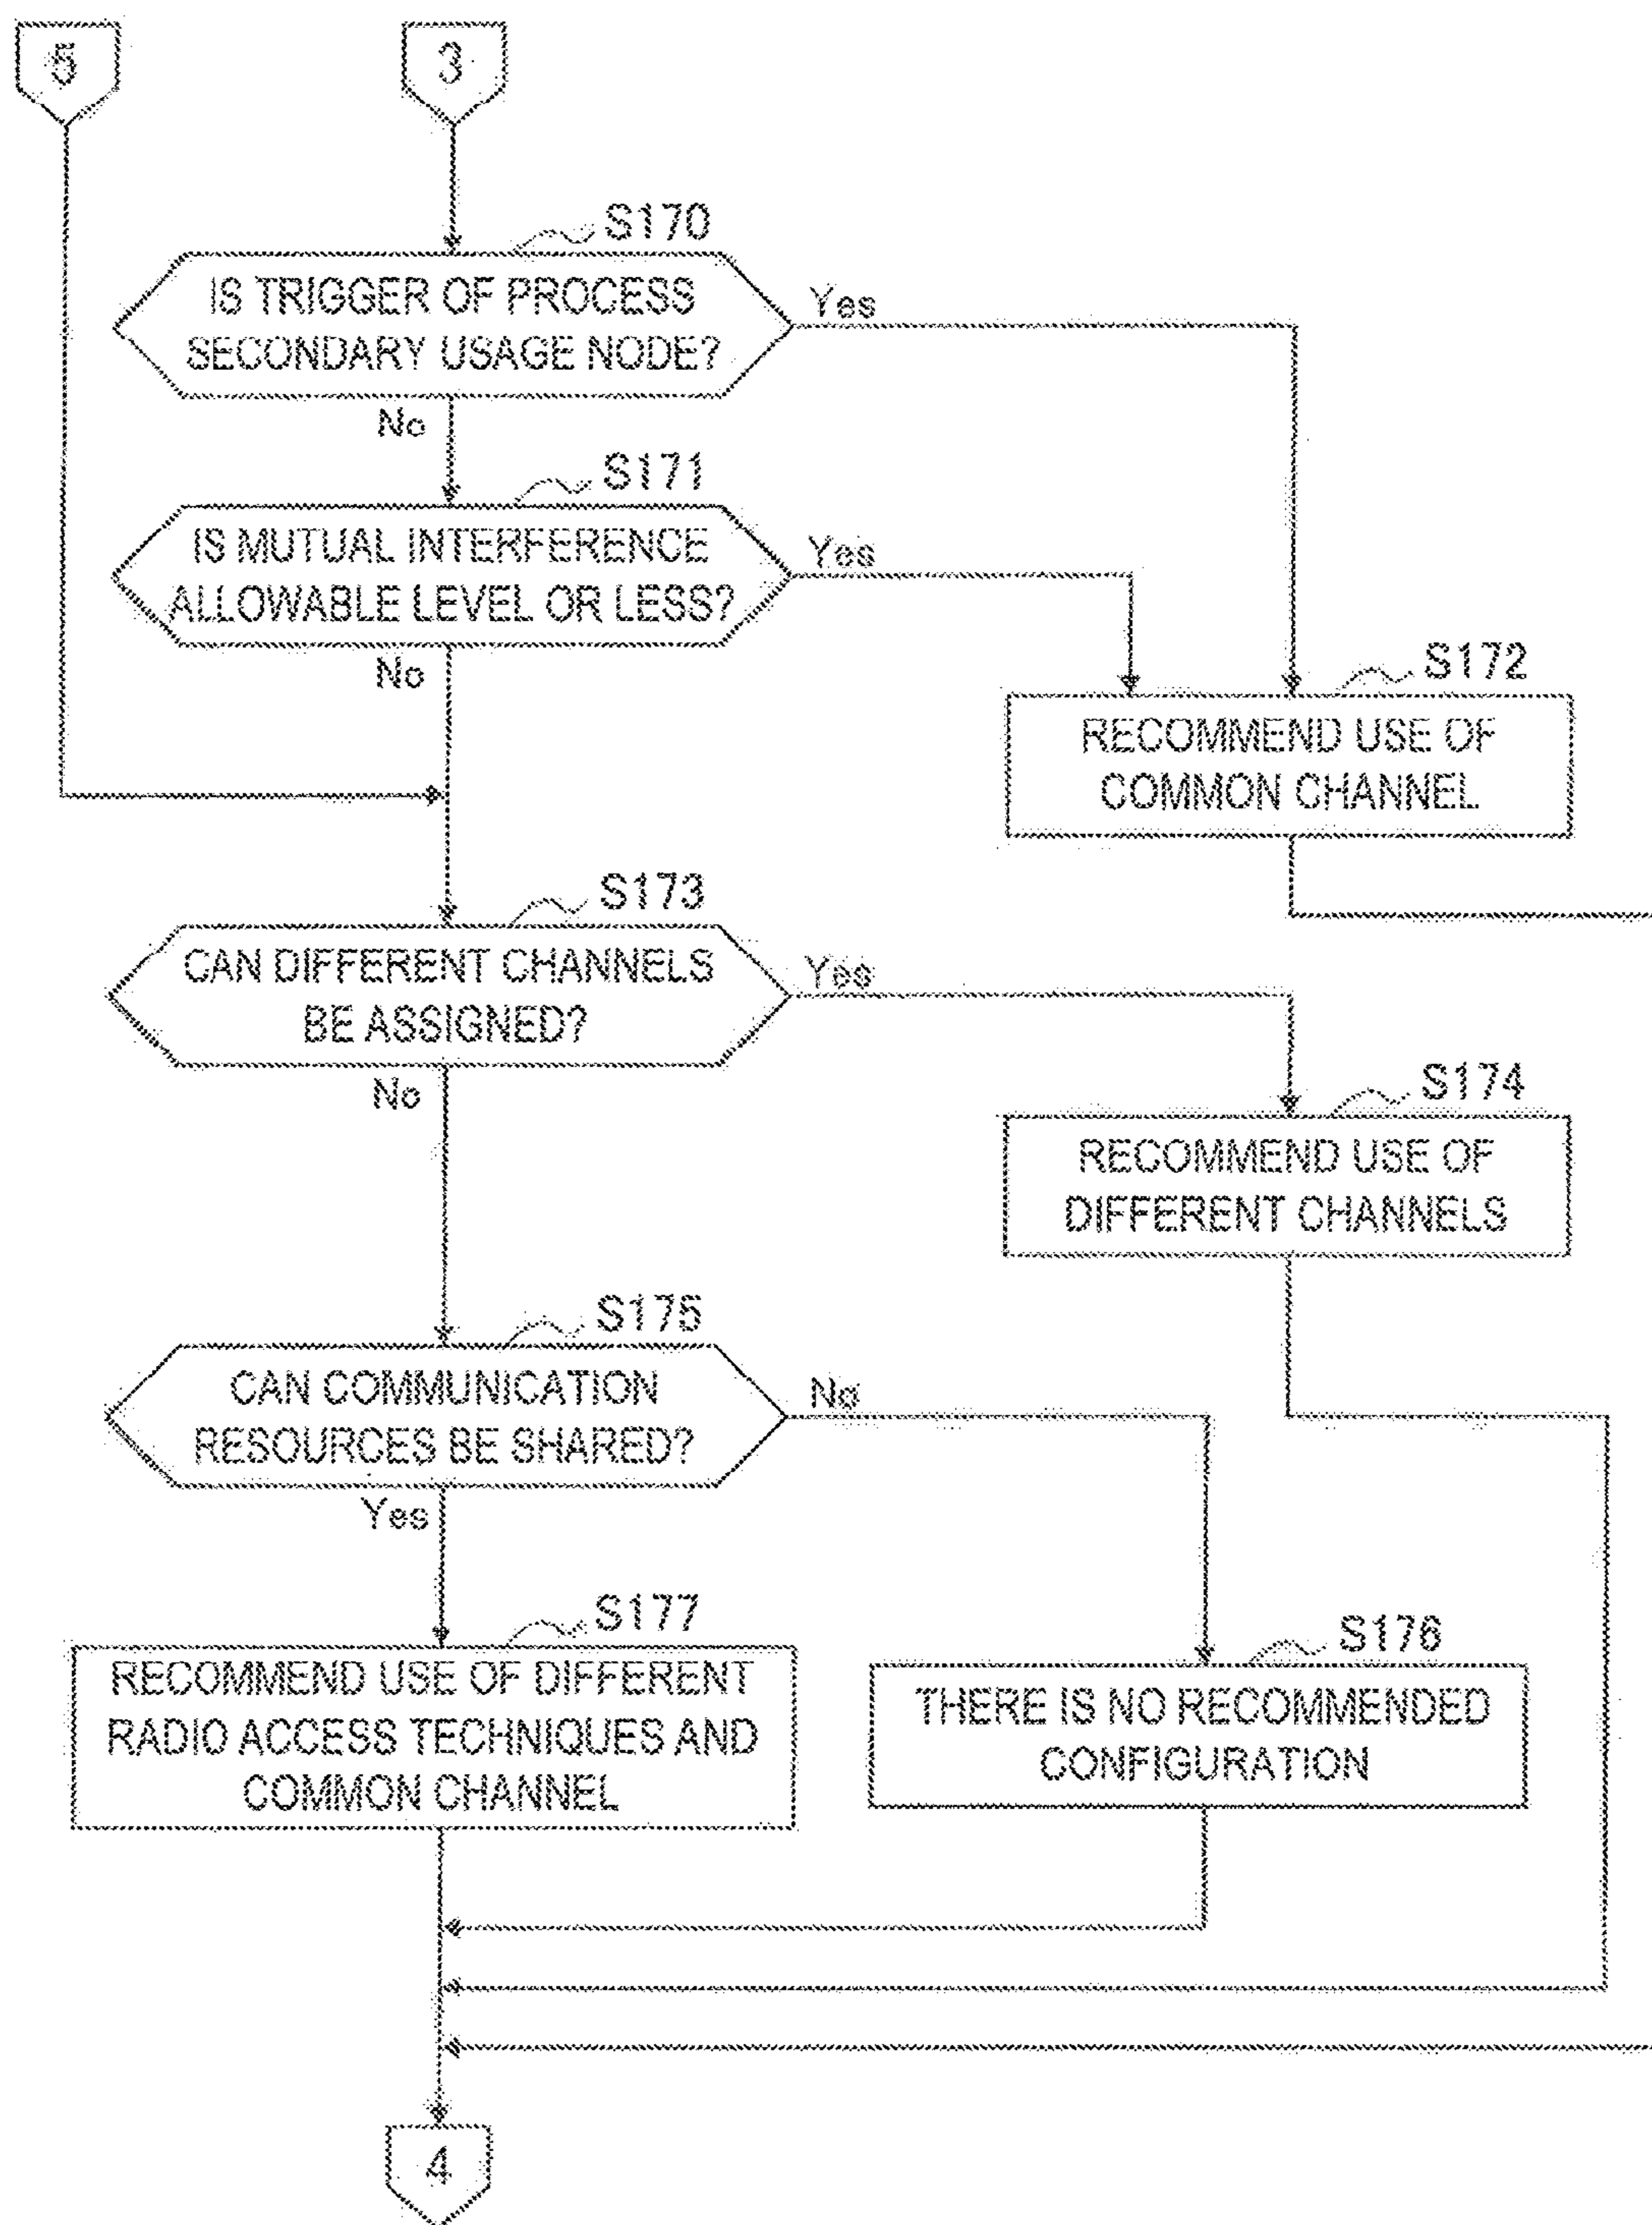 5
3
S170
IS TRIGGER OF PROCESS
SECONDARY USAGE NODE?
Yes
No
S171
IS MUTUAL INTERFERENCE
ALLOWABLE LEVEL OR LESS?
Yes
No
S172
RECOMMEND USE OF
COMMON CHANNEL
S173
CAN DIFFERENT CHANNELS
BE ASSIGNED?
Yes
No
S174
RECOMMEND USE OF
DIFFERENT CHANNELS
S175
CAN COMMUNICATION
RESOURCES BE SHARED?
No
Yes
S177
RECOMMEND USE OF DIFFERENT
RADIO ACCESS TECHNIQUES AND
COMMON CHANNEL
S176
THERE IS NO RECOMMENDED
CONFIGURATION
4